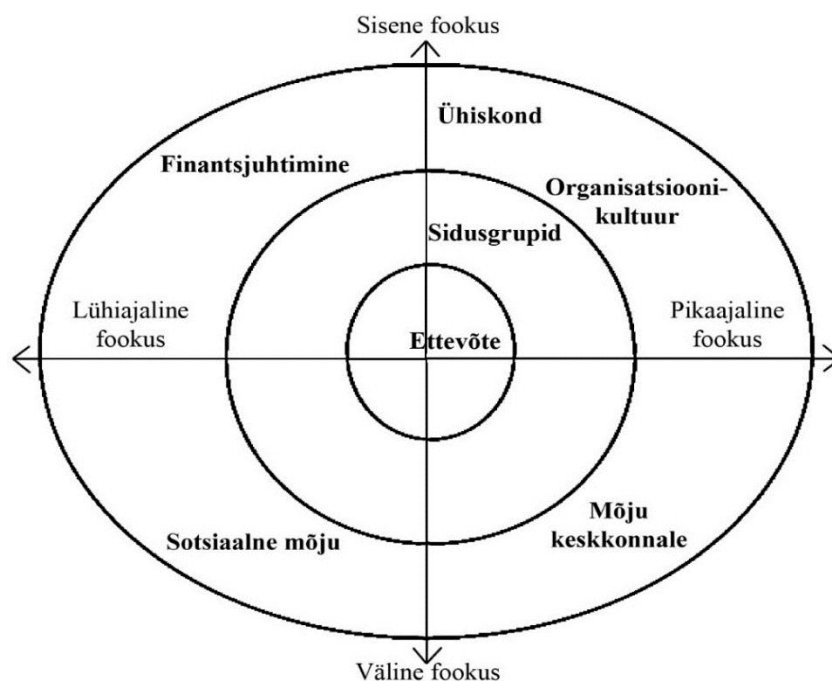 Sisene fookus
Ühiskond
Finantsjuhtimine
Organisatsiooni-
kultuur
Sidusgrupid
Lühiajaline
fookus
Pikaajaline
fookus
Ettevõte
Mõju
keskkonnale
Sotsiaalne mõju
Väline fookus